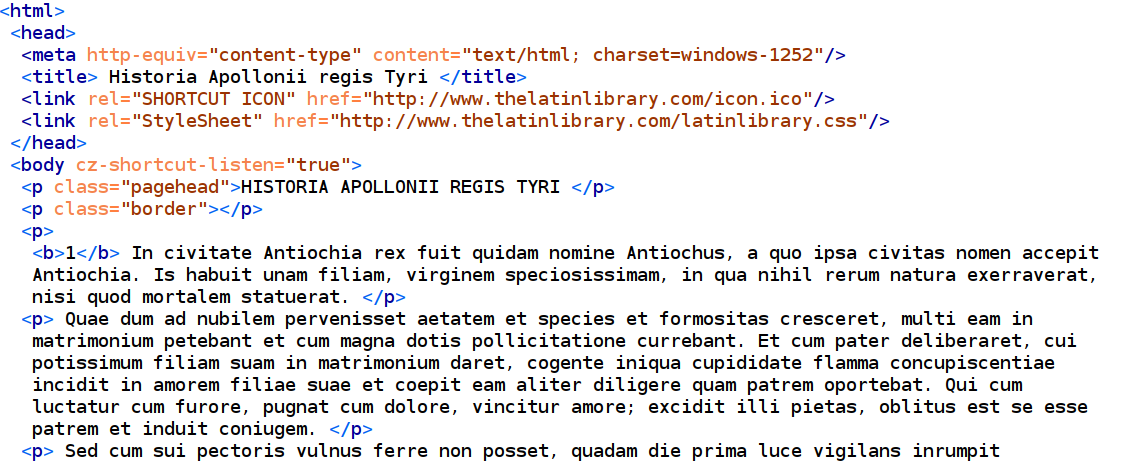 <html>
<head>
<meta http-equiv="content-type" content="text/html; charset=windows-1252"/>
<title> Historia Apollonii regis Tyri </title>
<link rel="SHORTCUT ICON" href="http://www.thelatinlibrary.com/icon.ico"/>
<link rel="StyleSheet" href="http://www.thelatinlibrary.com/latinlibrary.css"/>
</head>
<body cz-shortcut-listen="true">
<p class="pagehead">HISTORIA APOLLONII REGIS TYRI </p>
<p class="border"></p>
<p>
<b>1</b> In civitate Antiochia rex fuit quidam nomine Antiochus, a quo ipsa civitas nomen accepit
Antiochia. Is habuit unam filiam, virginem speciosissimam, in qua nihil rerum natura exerraverat,
nisi quod mortalem statuerat. </p>
<p> Quae dum ad nubilem pervenisset aetatem et species et formositas cresceret, multi eam in
matrimonium petebant et cum magna dotis pollicitatione currebant. Et cum pater deliberaret, cui
potissimum filiam suam in matrimonium daret, cogente iniqua cupididate flamma concupiscentiae
incidit in amorem filiae suae et coepit eam aliter diligere quam patrem oportebat. Qui cum
luctatur cum furore, pugnat cum dolore, vincitur amore; excidit illi pietas, oblitus est se esse
patrem et induit coniugem. </p>
<p> Sed cum sui pectoris vulnus ferre non posset, quadam die prima luce vigilans inrumpit